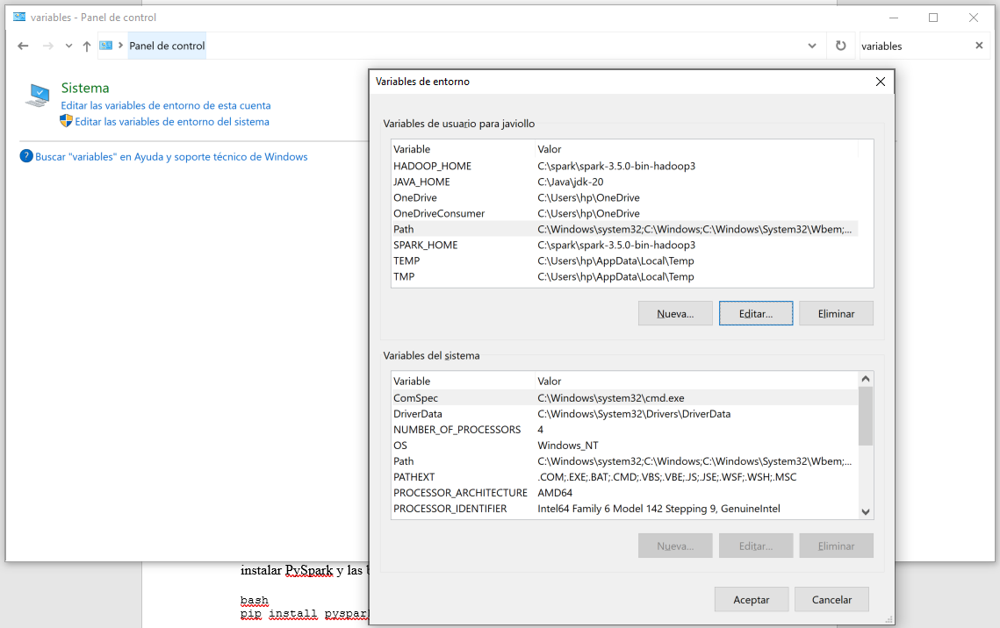 variables - Panel de control
Panel de control
variables
Sistema
Editar las variables de entorno de esta cuenta
Editar las variables de entorno del sistema
? Buscar "variables" en Ayuda y soporte técnico de Windows
Variables de entorno
Variables de usuario para javiollo
Variable Valor
HADOOP_HOME C:\spark\spark-3.5.0-bin-hadoop3
JAVA_HOME C:\Java\jdk-20
OneDrive C:\Users\hp\OneDrive
OneDriveConsumer C:\Users\hp\OneDrive
Path C:\Windows\system32;C:\Windows;C:\Windows\System32\Wbem;...
SPARK_HOME C:\spark\spark-3.5.0-bin-hadoop3
TEMP C:\Users\hp\AppData\Local\Temp
TMP C:\Users\hp\AppData\Local\Temp
Nueva... Editar... Eliminar
Variables del sistema
Variable Valor
ComSpec C:\Windows\system32\cmd.exe
DriverData C:\Windows\System32\Drivers\DriverData
NUMBER_OF_PROCESSORS 4
OS Windows_NT
Path C:\Windows\system32;C:\Windows;C:\Windows\System32\Wbem;...
PATHEXT .COM;.EXE;.BAT;.CMD;.VBS;.VBE;.JS;.JSE;.WSF;.WSH;.MSC
PROCESSOR_ARCHITECTURE AMD64
PROCESSOR_IDENTIFIER Intel64 Family 6 Model 142 Stepping 9, GenuineIntel
Nueva... Editar... Eliminar
Aceptar Cancelar
instalar PySpark y las
bash
pip install pyspark